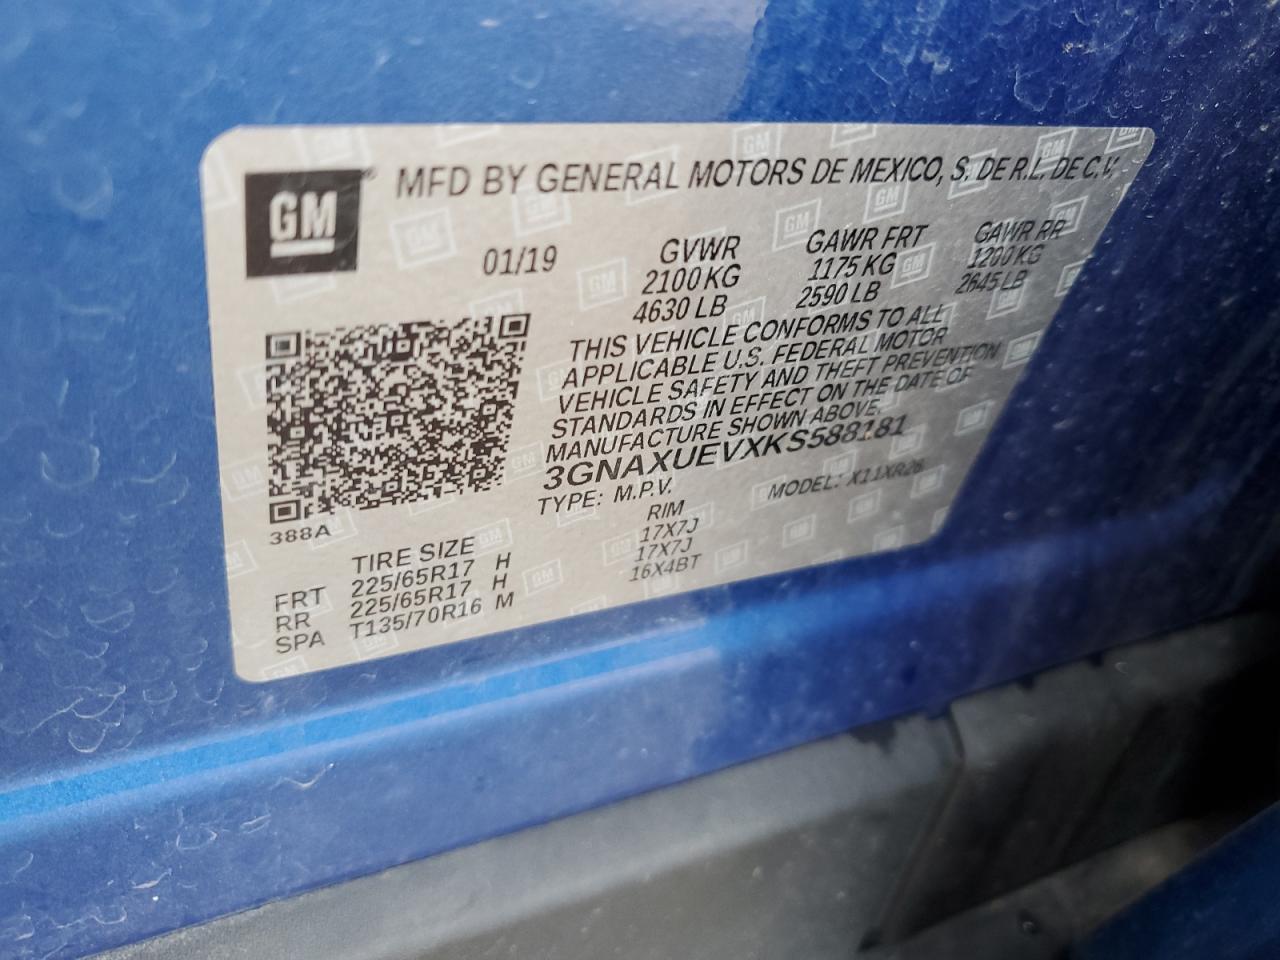 GM
MFD BY GENERAL MOTORS DE MEXICO, S. DE R.L. DE C.V.
01/19 GVWR GAWR FRT GAWR RR
2100 KG 1175 KG 1200 KG
4630 LB 2590 LB 2645 LB
THIS VEHICLE CONFORMS TO ALL
APPLICABLE U.S. FEDERAL MOTOR
VEHICLE SAFETY AND THEFT PREVENTION
STANDARDS IN EFFECT ON THE DATE OF
MANUFACTURE SHOWN ABOVE.
3GNAXUEVXKS588181
TYPE: M.P.V. MODEL: X11XR26
388A
TIRE SIZE RIM
FRT 225/65R17 H 17X7J
RR 225/65R17 H 17X7J
SPA T135/70R16 M 16X4BT